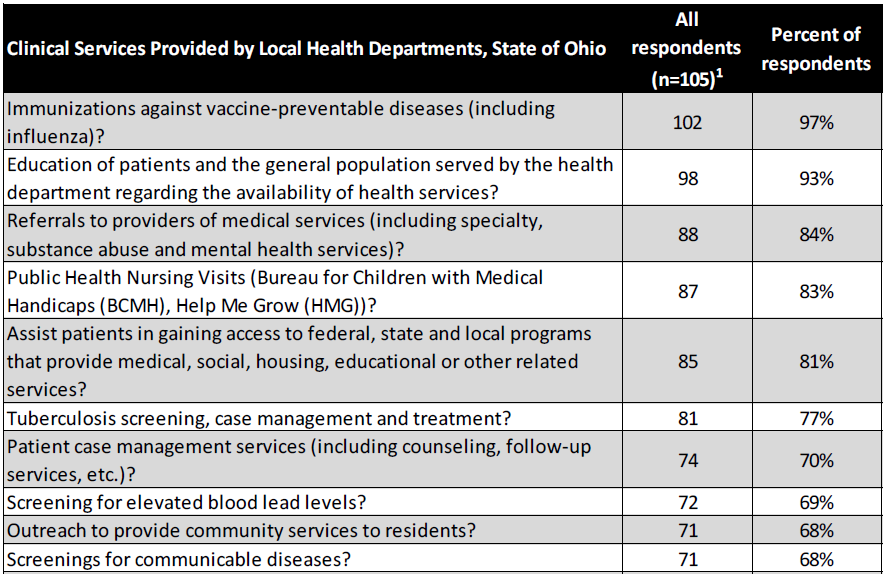 Clinical Services Provided by Local Health Departments, State of Ohio
All
respondents
(n=105)¹
Percent of
respondents
Immunizations against vaccine-preventable diseases (including
influenza)?
102
97%
Education of patients and the general population served by the health
department regarding the availability of health services?
98
93%
Referrals to providers of medical services (including specialty,
substance abuse and mental health services)?
88
84%
Public Health Nursing Visits (Bureau for Children with Medical
Handicaps (BCMH), Help Me Grow (HMG))?
87
83%
Assist patients in gaining access to federal, state and local programs
that provide medical, social, housing, educational or other related
services?
85
81%
Tuberculosis screening, case management and treatment?
81
77%
Patient case management services (including counseling, follow-up
services, etc.)?
74
70%
Screening for elevated blood lead levels?
72
69%
Outreach to provide community services to residents?
71
68%
Screenings for communicable diseases?
71
68%